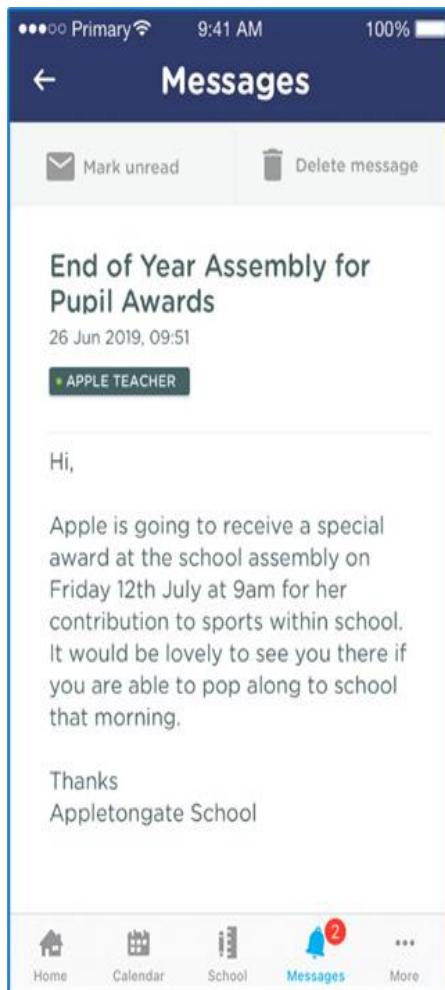 Primary 9:41 AM 100%
Messages
Mark unread Delete message
End of Year Assembly for
Pupil Awards
26 Jun 2019, 09:51
APPLE TEACHER
Hi,
Apple is going to receive a special
award at the school assembly on
Friday 12th July at 9am for her
contribution to sports within school.
It would be lovely to see you there if
you are able to pop along to school
that morning.
Thanks
Appletongate School
2
Home Calendar School Messages More